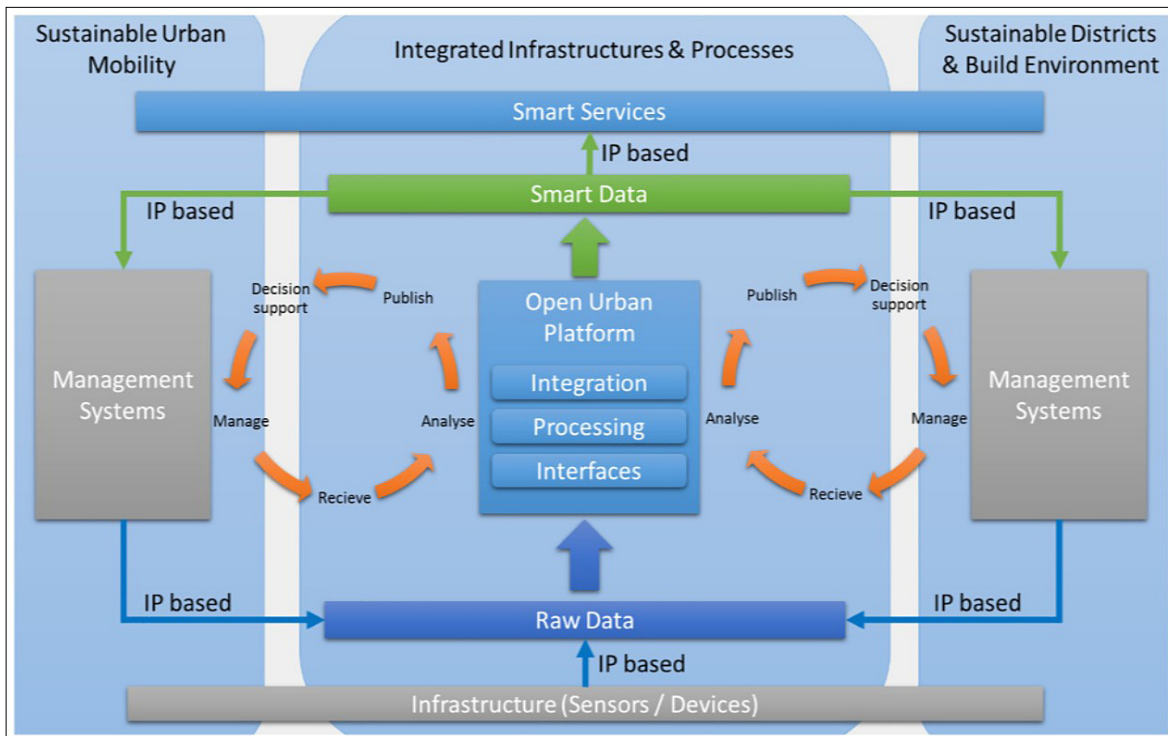 Sustainable Urban
Mobility
Integrated Infrastructures & Processes
Sustainable Districts
& Build Environment
Smart Services
IP based
Smart Data
IP based
IP based
Decision
support
Publish
Open Urban
Platform
Publish
Decision
support
Management
Systems
Integration
Management
Systems
Manage
Analyse
Processing
Analyse
Manage
Interfaces
Recieve
Recieve
IP based
IP based
Raw Data
IP based
Infrastructure (Sensors / Devices)